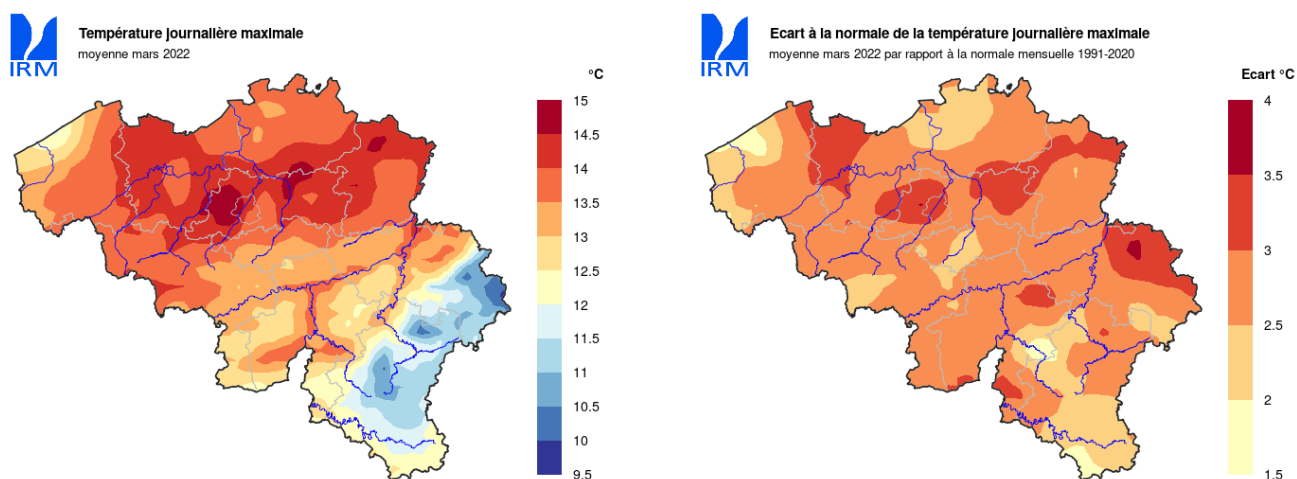 Température journalière maximale
moyenne mars 2022
IRM
°C
15
14.5
14
13.5
13
12.5
12
11.5
11
10.5
10
9.5
Ecart à la normale de la température journalière maximale
moyenne mars 2022 par rapport à la normale mensuelle 1991-2020
IRM
Ecart °C
4
3.5
3
2.5
2
1.5